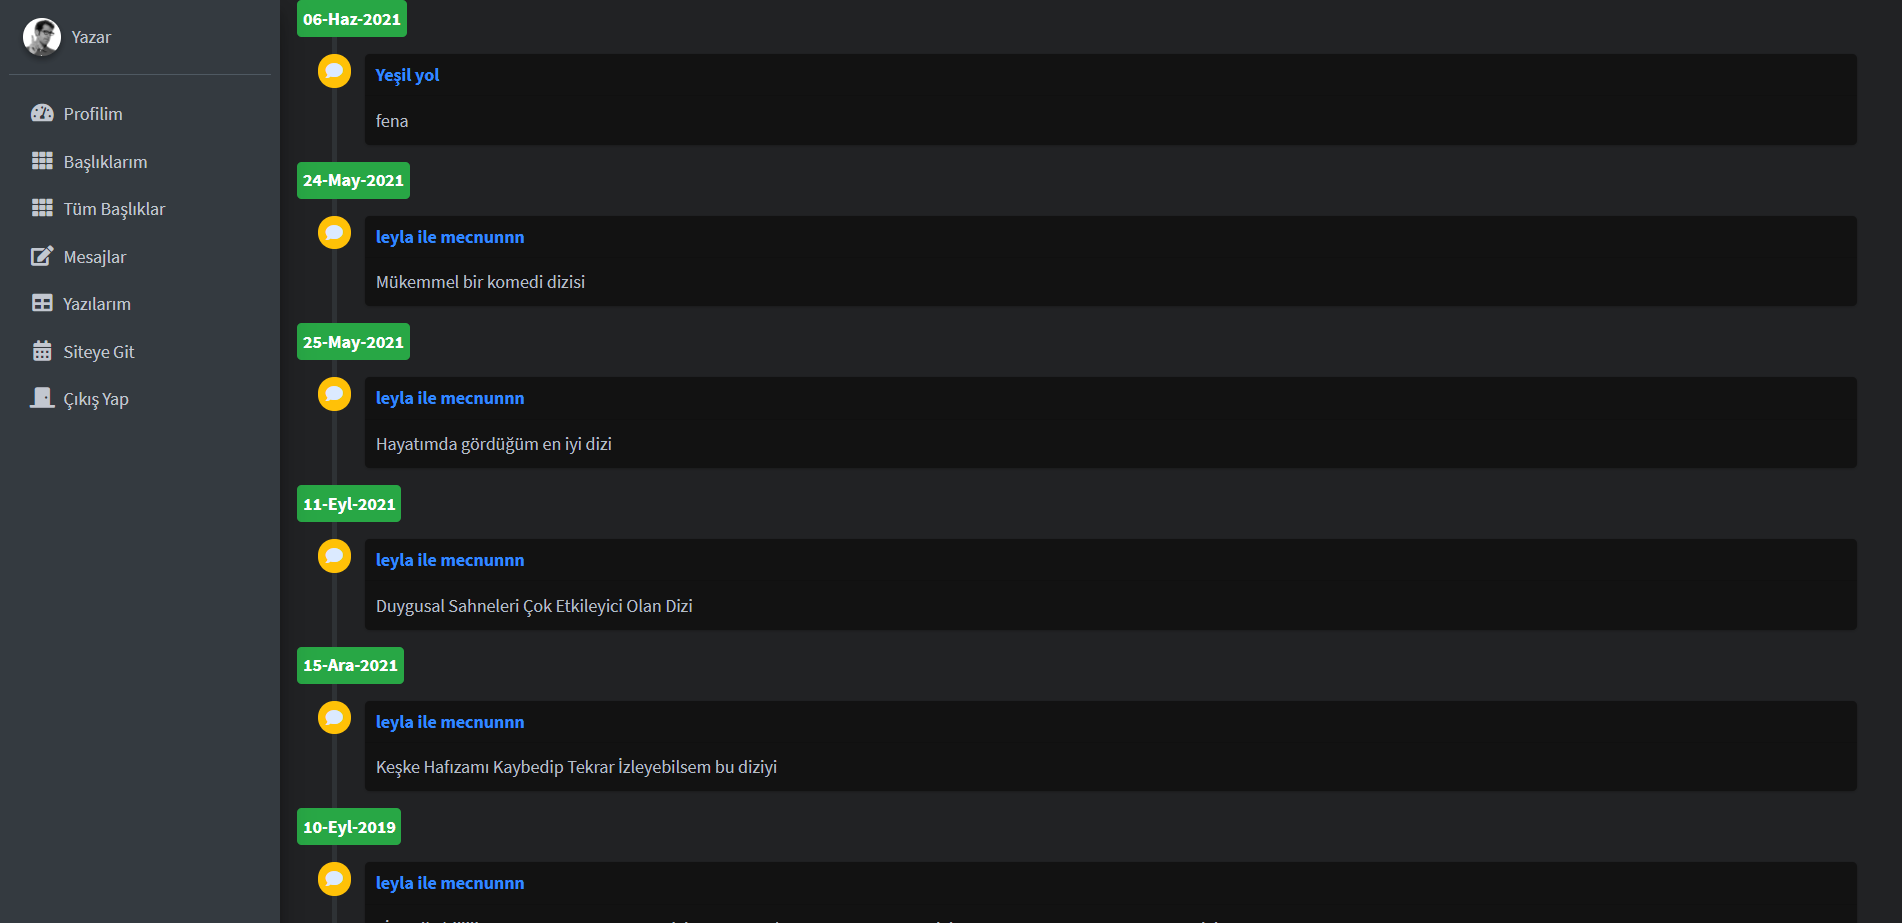 Yazar
Profilim
Başlıklarım
Tüm Başlıklar
Mesajlar
Yazılarım
Siteye Git
Çıkış Yap
06-Haz-2021
Yeşil yol
fena
24-May-2021
leyla ile mecnunnn
Mükemmel bir komedi dizisi
25-May-2021
leyla ile mecnunnn
Hayatımda gördüğüm en iyi dizi
11-Eyl-2021
leyla ile mecnunnn
Duygusal Sahneleri Çok Etkileyici Olan Dizi
15-Ara-2021
leyla ile mecnunnn
Keşke Hafızamı Kaybedip Tekrar İzleyebilsem bu diziyi
10-Eyl-2019
leyla ile mecnunnn